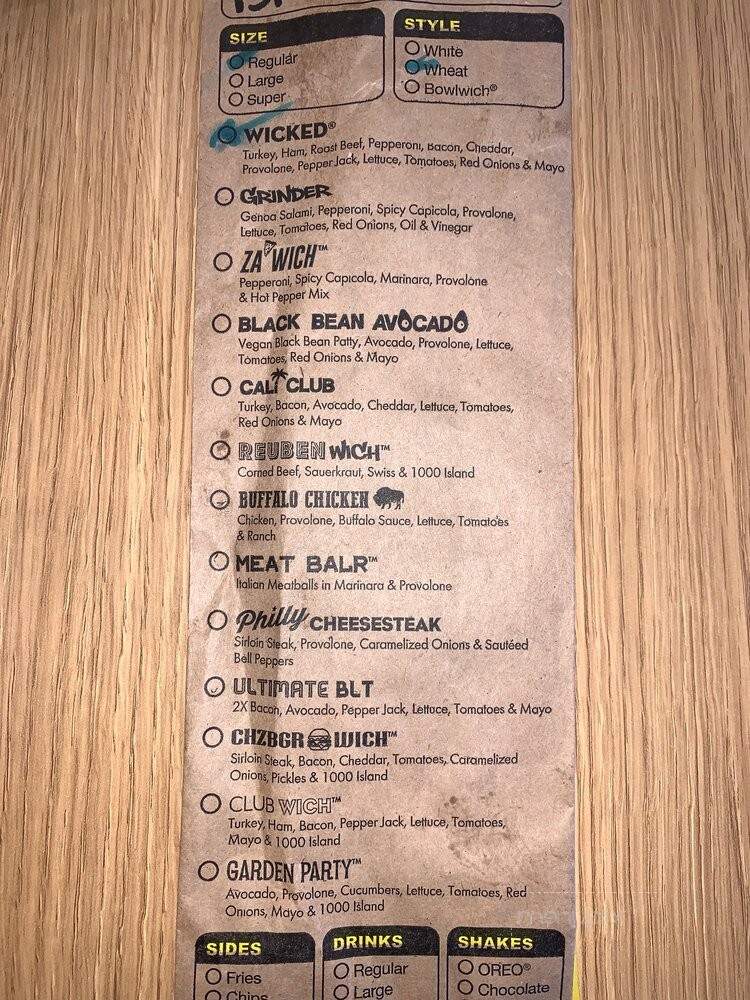 SIZE
Regular
Large
Super
STYLE
White
Wheat
Bowlwich®
WICKED®
Turkey, Ham, Roast Beef, Pepperoni, Bacon, Cheddar,
Provolone, Pepper Jack, Lettuce, Tomatoes, Red Onions & Mayo
GRINDER
Genoa Salami, Pepperoni, Spicy Capicola, Provolone,
Lettuce, Tomatoes, Red Onions, Oil & Vinegar
ZA'WICH™
Pepperoni, Spicy Capicola, Marinara, Provolone
& Hot Pepper Mix
BLACK BEAN AVOCADO
Vegan Black Bean Patty, Avocado, Provolone, Lettuce,
Tomatoes, Red Onions & Mayo
CALI CLUB
Turkey, Bacon, Avocado, Cheddar, Lettuce, Tomatoes,
Red Onions & Mayo
REUBENWICH™
Corned Beef, Sauerkraut, Swiss & 1000 Island
BUFFALO CHICKEN
Chicken, Provolone, Buffalo Sauce, Lettuce, Tomatoes
& Ranch
MEAT BALR™
Italian Meatballs in Marinara & Provolone
Philly CHEESESTEAK
Sirloin Steak, Provolone, Caramelized Onions & Sautéed
Bell Peppers
ULTIMATE BLT
2X Bacon, Avocado, Pepper Jack, Lettuce, Tomatoes & Mayo
CHZBGR WICH™
Sirloin Steak, Bacon, Cheddar, Tomatoes, Caramelized
Onions, Pickles & 1000 Island
CLUB WICH™
Turkey, Ham, Bacon, Pepper Jack, Lettuce, Tomatoes,
Mayo & 1000 Island
GARDEN PARTY™
Avocado, Provolone, Cucumbers, Lettuce, Tomatoes, Red
Onions, Mayo & 1000 Island
SIDES
Fries
Chips
DRINKS
Regular
Large
SHAKES
OREO®
Chocolate